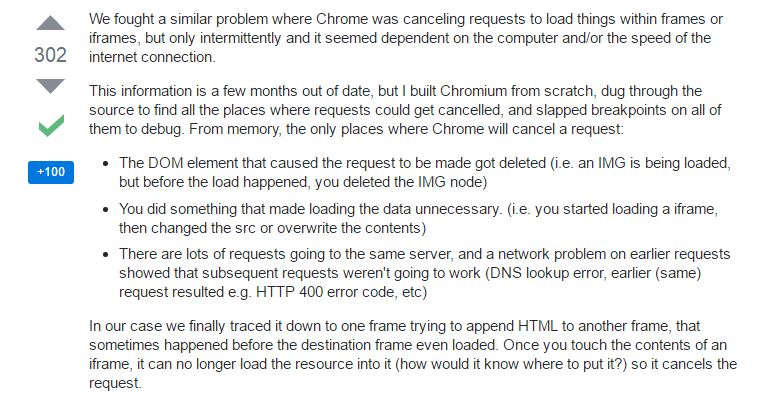 We fought a similar problem where Chrome was canceling requests to load things within frames or
iframes, but only intermittently and it seemed dependent on the computer and/or the speed of the
internet connection.
302
This information is a few months out of date, but I built Chromium from scratch, dug through the
source to find all the places where requests could get cancelled, and slapped breakpoints on all of
them to debug. From memory, the only places where Chrome will cancel a request:
+100
• The DOM element that caused the request to be made got deleted (i.e. an IMG is being loaded,
but before the load happened, you deleted the IMG node)
• You did something that made loading the data unnecessary. (i.e. you started loading a iframe,
then changed the src or overwrite the contents)
• There are lots of requests going to the same server, and a network problem on earlier requests
showed that subsequent requests weren't going to work (DNS lookup error, earlier (same)
request resulted e.g. HTTP 400 error code, etc)
In our case we finally traced it down to one frame trying to append HTML to another frame, that
sometimes happened before the destination frame even loaded. Once you touch the contents of an
iframe, it can no longer load the resource into it (how would it know where to put it?) so it cancels the
request.